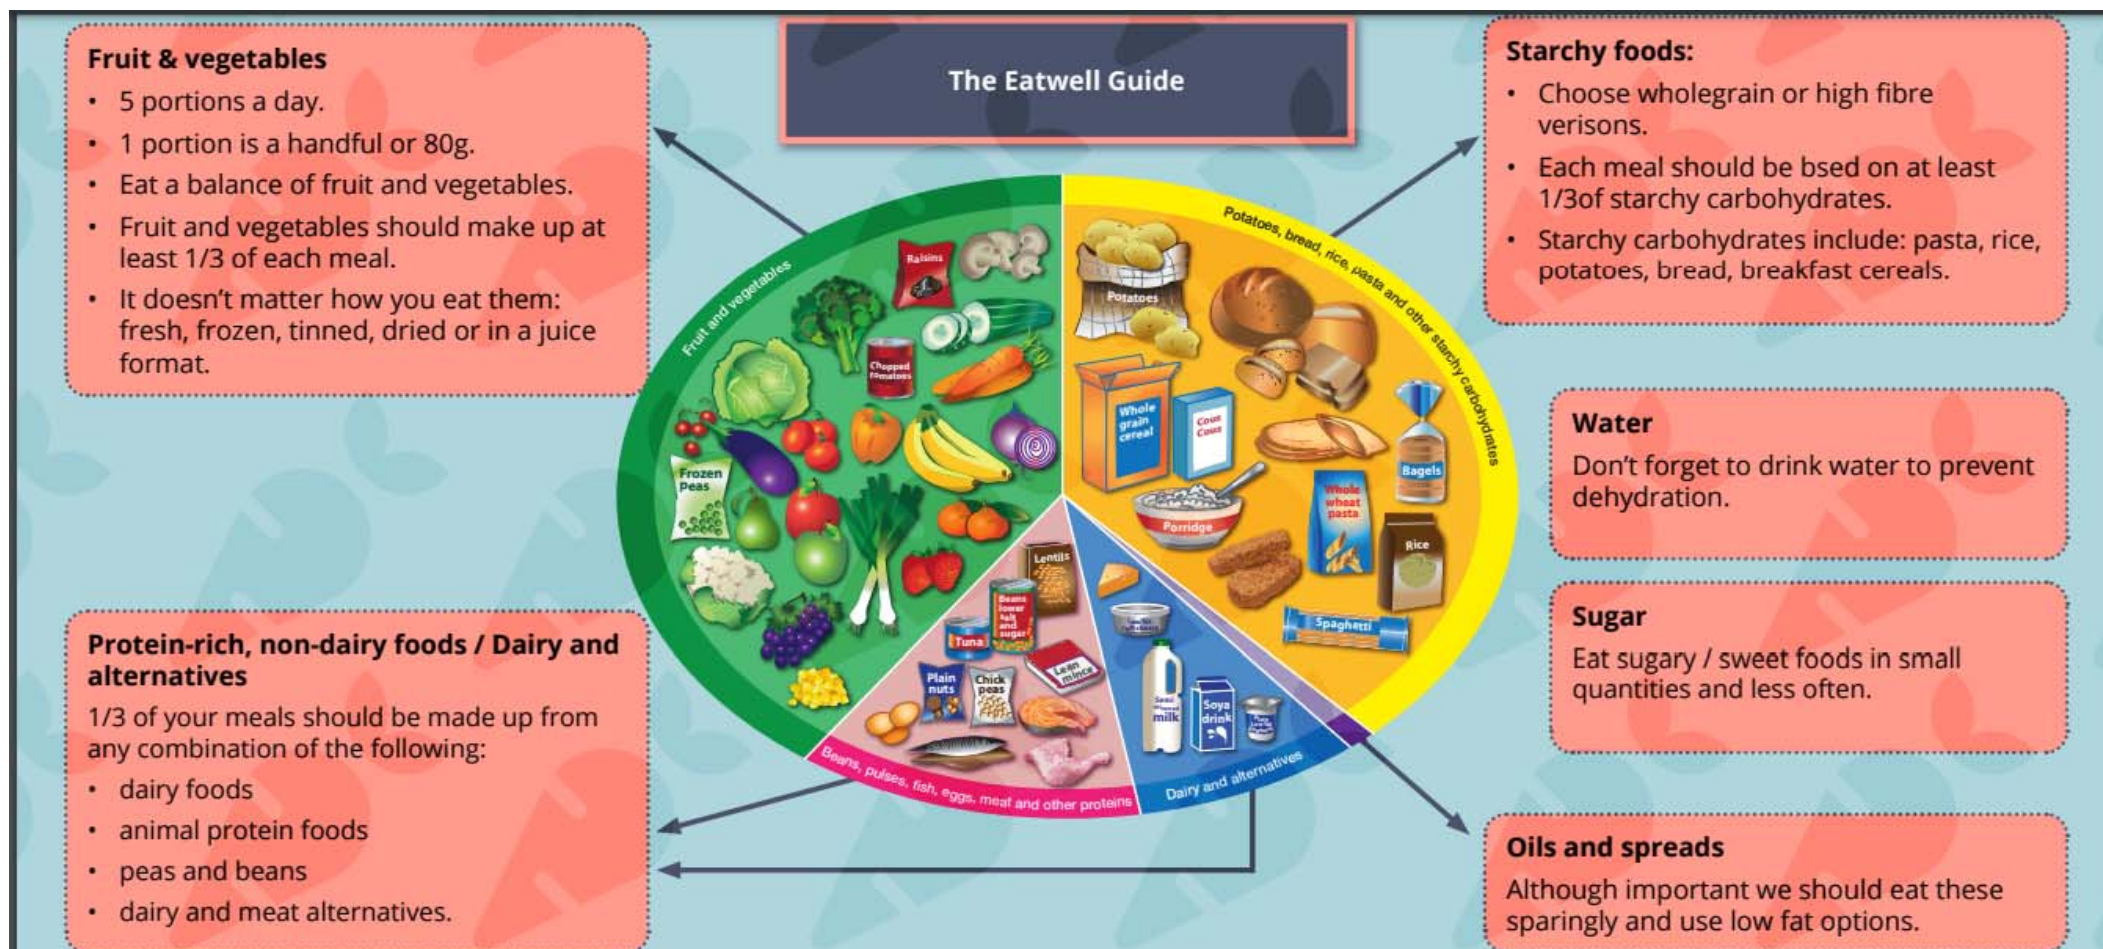 The Eatwell Guide
Fruit & vegetables
• 5 portions a day.
• 1 portion is a handful or 80g.
• Eat a balance of fruit and vegetables.
• Fruit and vegetables should make up at
least 1/3 of each meal.
• It doesn't matter how you eat them:
fresh, frozen, tinned, dried or in a juice
format.
Protein-rich, non-dairy foods / Dairy and
alternatives
1/3 of your meals should be made up from
any combination of the following:
• dairy foods
• animal protein foods
• peas and beans
• dairy and meat alternatives.
Fruit and vegetables
Raisins
Chopped
tomatoes
Frozen
peas
Potatoes, bread, rice, pasta and other starchy carbohydrates
Potatoes
Whole
grain
cereal
Cous
Cous
Bagels
Porridge
Whole
wheat
pasta
Rice
Spaghetti
Lentils
Beans
lower
salt
and
sugar
Tuna
Lean
mince
Plain
nuts
Chick
peas
Beans, pulses, fish, eggs, meat and other proteins
Semi
milk
Soya
drink
Dairy and alternatives
Starchy foods:
• Choose wholegrain or high fibre
verisons.
• Each meal should be bsed on at least
1/3of starchy carbohydrates.
• Starchy carbohydrates include: pasta, rice,
potatoes, bread, breakfast cereals.
Water
Don't forget to drink water to prevent
dehydration.
Sugar
Eat sugary / sweet foods in small
quantities and less often.
Oils and spreads
Although important we should eat these
sparingly and use low fat options.